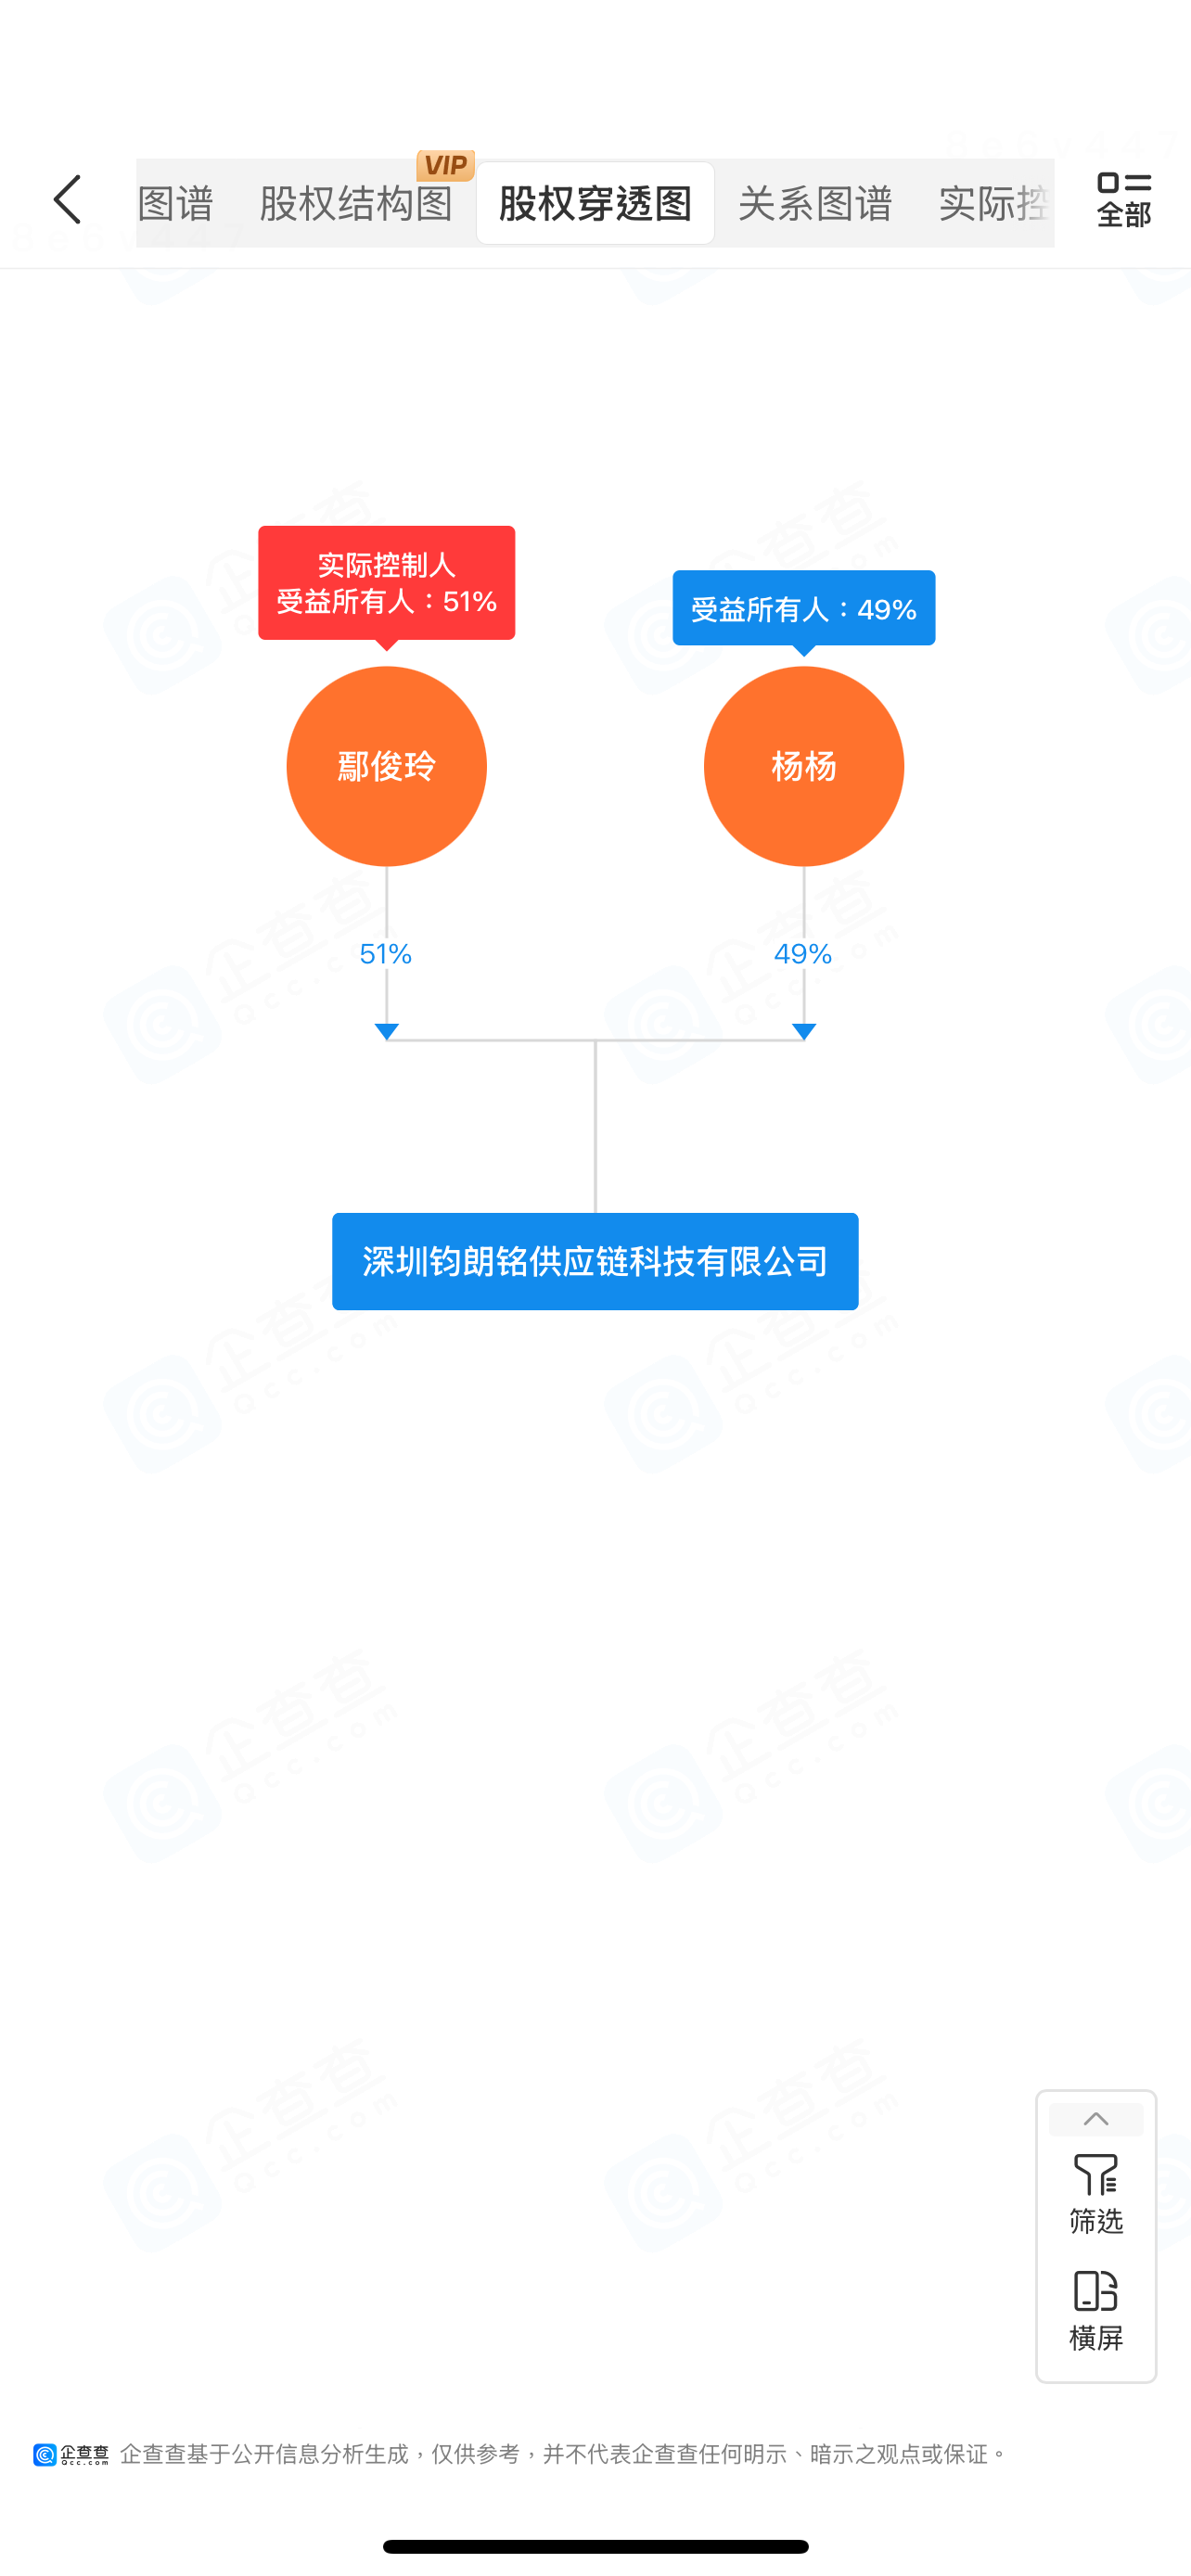 图谱
股权结构图
VIP
股权穿透图
关系图谱
实际控
全部
实际控制人
受益所有人：51%
受益所有人：49%
鄢俊玲
杨杨
51%
49%
深圳钧朗铭供应链科技有限公司
筛选
横屏
企查查
Qcc.com
企查查基于公开信息分析生成，仅供参考，并不代表企查查任何明示、暗示之观点或保证。